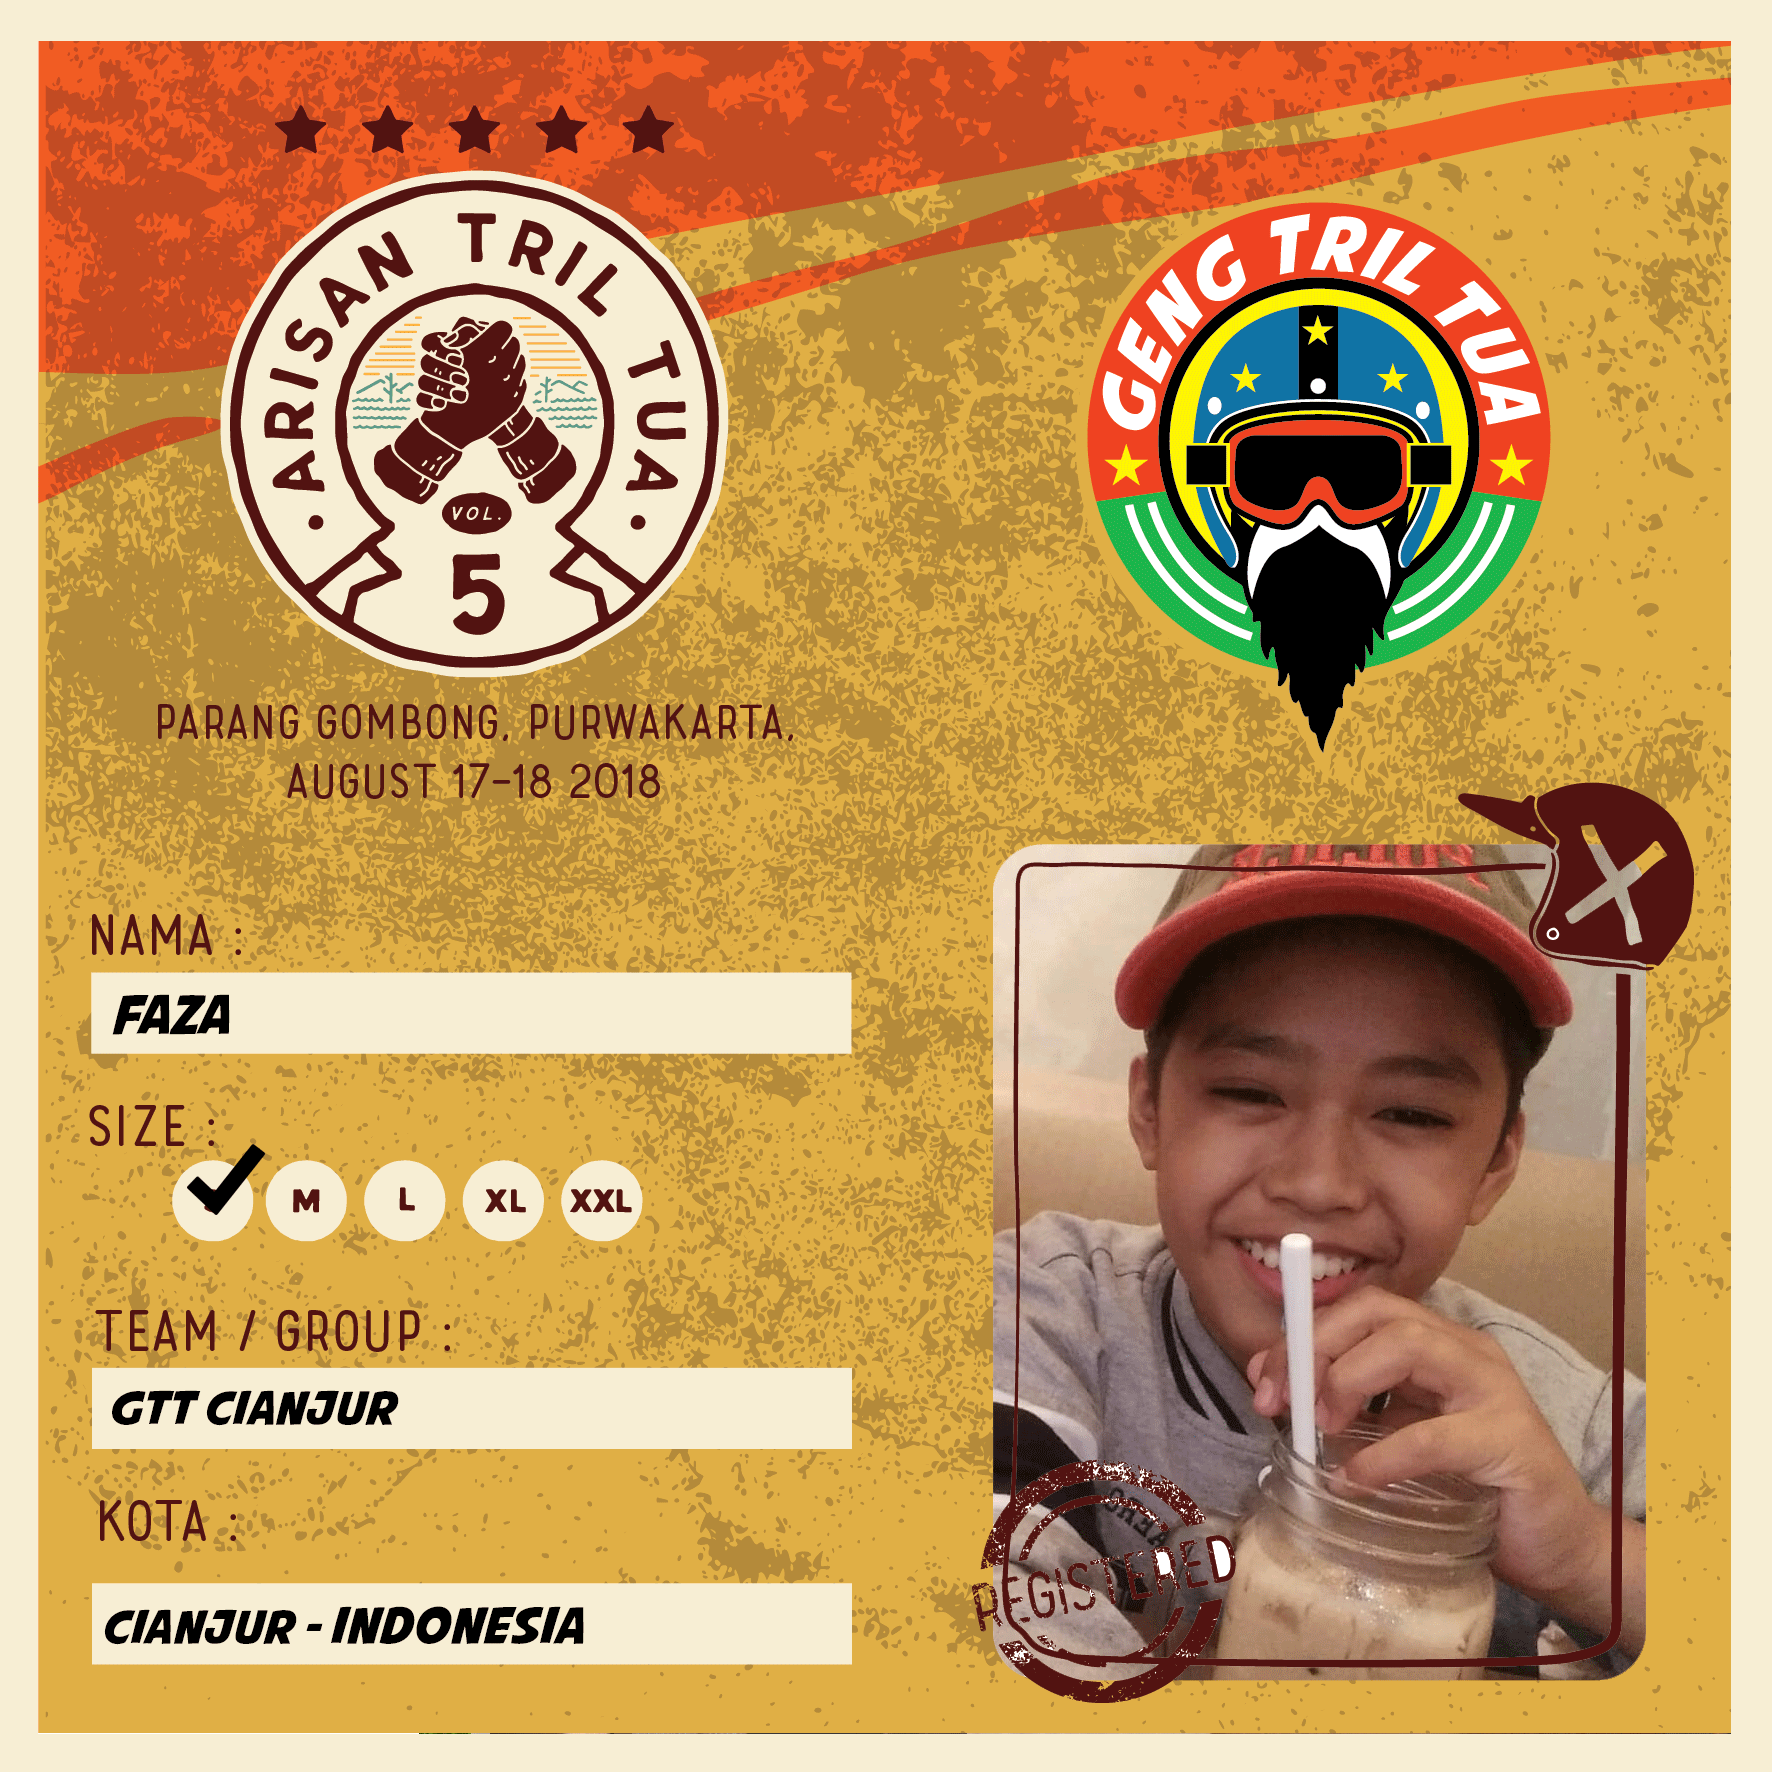 ARISAN TRIL TUA
VOL.
5
GENG TRIL TUA
PARANG GOMBONG, PURWAKARTA,
AUGUST 17-18 2018
NAMA :
FAZA
SIZE :
M L XL XXL
TEAM / GROUP :
GTT CIANJUR
KOTA :
CIANJUR - INDONESIA
REGISTERED